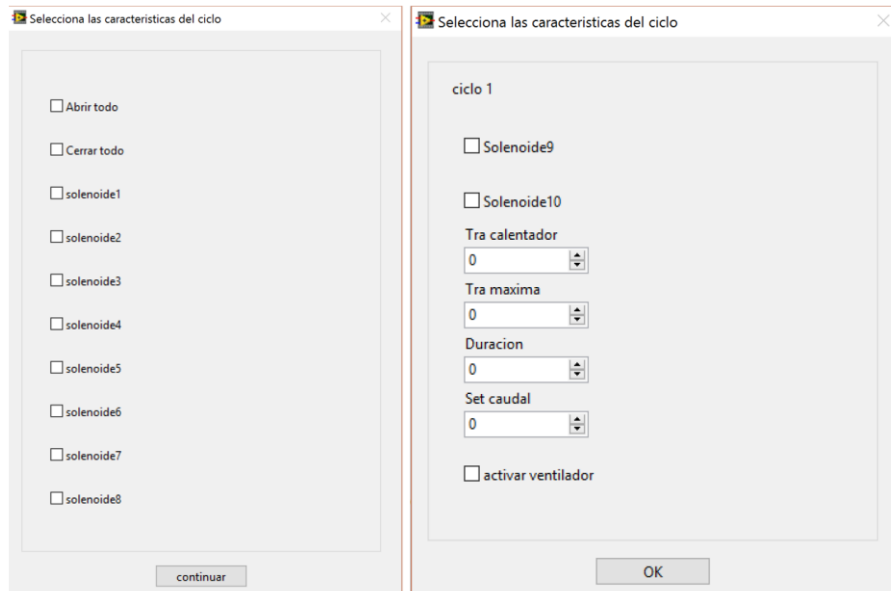 Selecciona las caracteristicas del ciclo
Abrir todo
Cerrar todo
solenoide1
solenoide2
solenoide3
solenoide4
solenoide5
solenoide6
solenoide7
solenoide8
continuar
Selecciona las caracteristicas del ciclo
ciclo 1
Solenoide9
Solenoide10
Tra calentador
0
Tra maxima
0
Duracion
0
Set caudal
0
activar ventilador
OK